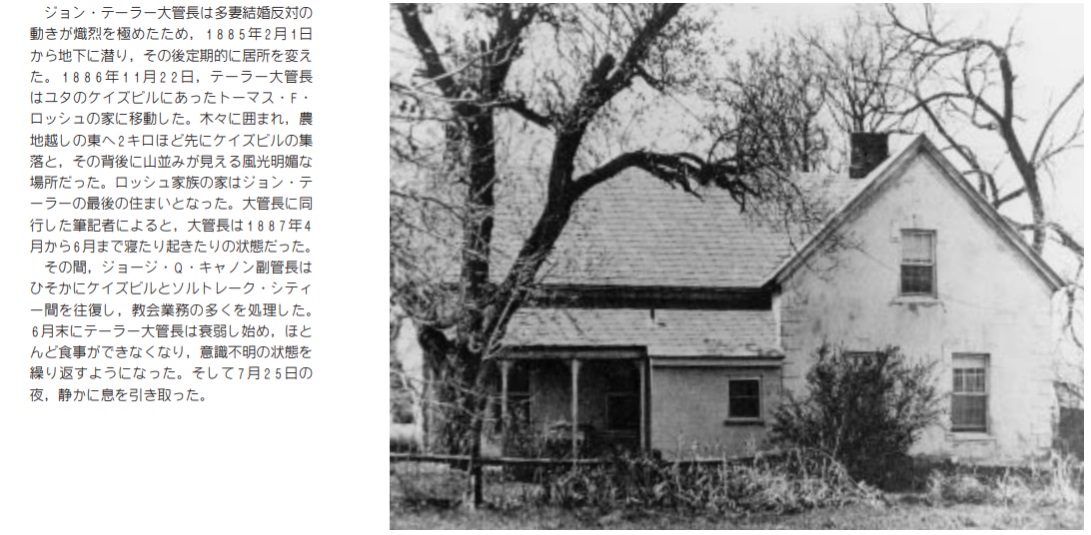 ジョン・テーラー大管長は多妻結婚反対の
動きが熾烈を極めたため，1885年2月1日
から地下に潜り，その後定期的に居所を変え
た。1886年11月22日，テーラー大管長
はユタのケイズビルにあったトーマス・F・
ロッシュの家に移動した。木々に囲まれ，農
地越しの東へ2キロほど先にケイズビルの集
落と，その背後に山並みが見える風光明媚な
場所だった。ロッシュ家族の家はジョン・テ
ーラーの最後の住まいとなった。大管長に同
行した筆記者によると，大管長は1887年4
月から6月まで寝たり起きたりの状態だった。
その間，ジョージ・Q・キャノン副管長は
ひそかにケイズビルとソルトレーク・シティ
ー間を往復し，教会業務の多くを処理した。
6月末にテーラー大管長は衰弱し始め，ほと
んど食事ができなくなり，意識不明の状態を
繰り返すようになった。そして7月25日の
夜，静かに息を引き取った。